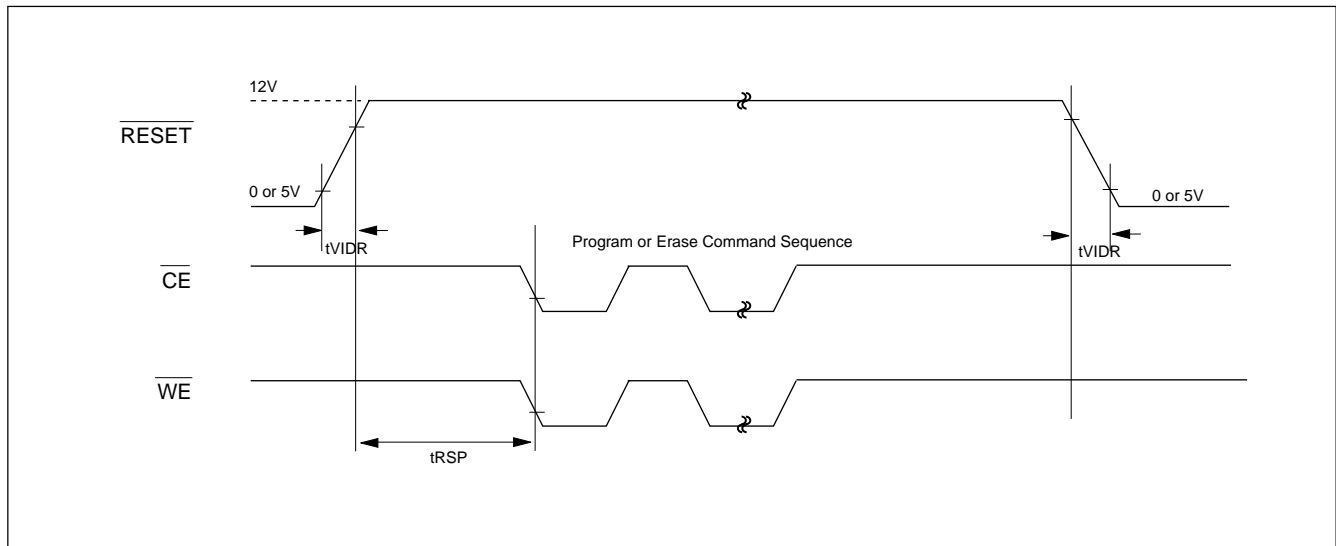 12V
RESET
0 or 5V
0 or 5V
tVIDR
Program or Erase Command Sequence
tVIDR
CE
WE
tRSP